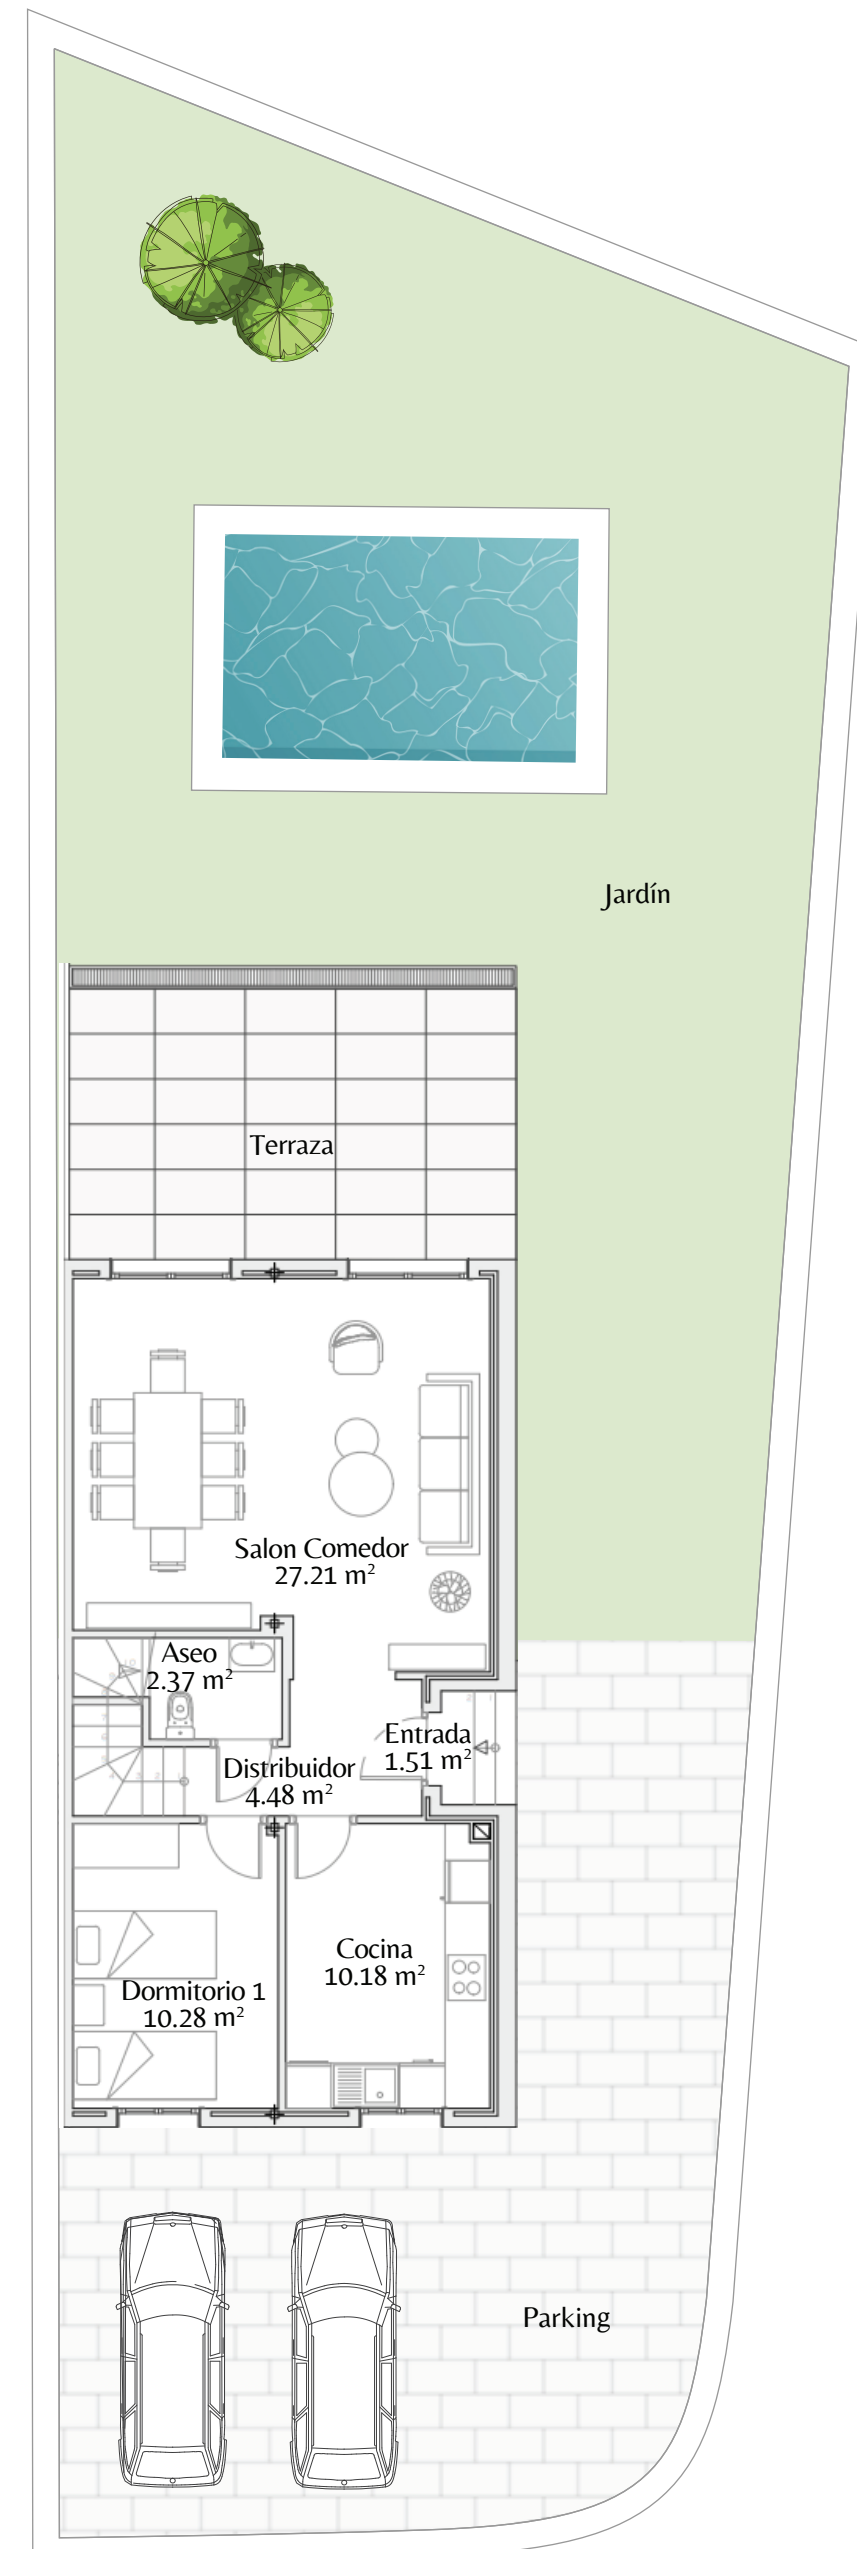 Jardín
Terraza
Salon Comedor
27.21 m²
Aseo
2.37 m²
Entrada
1.51 m²
Distribuidor
4.48 m²
Cocina
10.18 m²
Dormitorio 1
10.28 m²
Parking